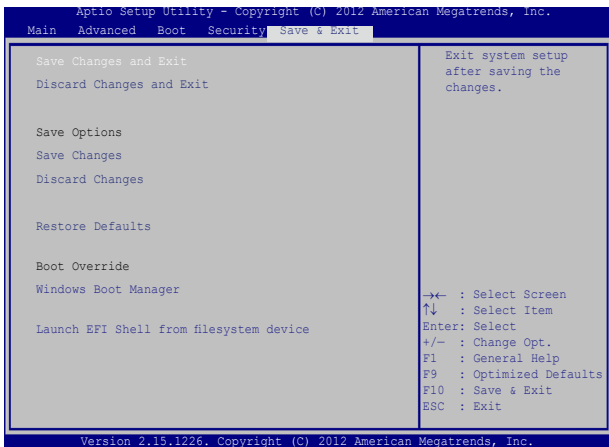 Aptio Setup Utility - Copyright (C) 2012 American Megatrends, Inc.
Main Advanced Boot Security Save & Exit
Save Changes and Exit
Discard Changes and Exit
Save Options
Save Changes
Discard Changes
Restore Defaults
Boot Override
Windows Boot Manager
Launch EFI Shell from filesystem device
Exit system setup
after saving the
changes.
→← : Select Screen
↑↓ : Select Item
Enter: Select
+/— : Change Opt.
F1 : General Help
F9 : Optimized Defaults
F10 : Save & Exit
ESC : Exit
Version 2.15.1226. Copyright (C) 2012 American Megatrends, Inc.